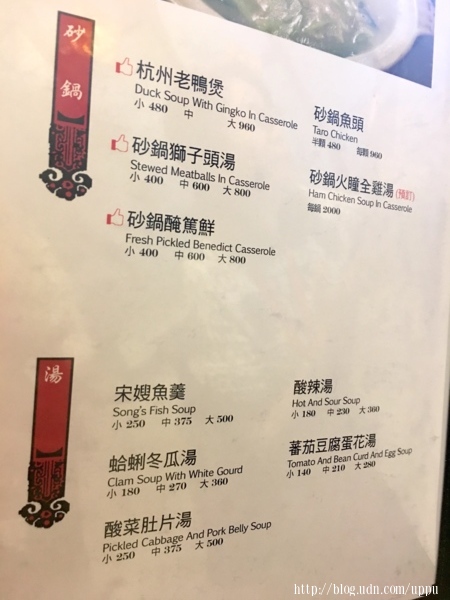 砂鍋
杭州老鴨煲
Duck Soup With Gingko In Casserole
小 480 中 大 960
砂鍋魚頭
Taro Chicken
半顆 480 每顆 960
砂鍋獅子頭湯
Stewed Meatballs In Casserole
小 400 中 600 大 800
砂鍋火瞳全雞湯 (預訂)
Ham Chicken Soup In Casserole
每鍋 2000
砂鍋醃篤鮮
Fresh Pickled Benedict Casserole
小 400 中 600 大 800
湯
宋嫂魚羹
Song's Fish Soup
小 250 中 375 大 500
酸辣湯
Hot And Sour Soup
小 180 中 230 大 360
蛤蜊冬瓜湯
Clam Soup With White Gourd
小 180 中 270 大 360
蕃茄豆腐蛋花湯
Tomato And Bean Curd And Egg Soup
小 140 中 210 大 280
酸菜肚片湯
Pickled Cabbage And Pork Belly Soup
小 250 中 375 大 500
http://blog.udn.com/uppu